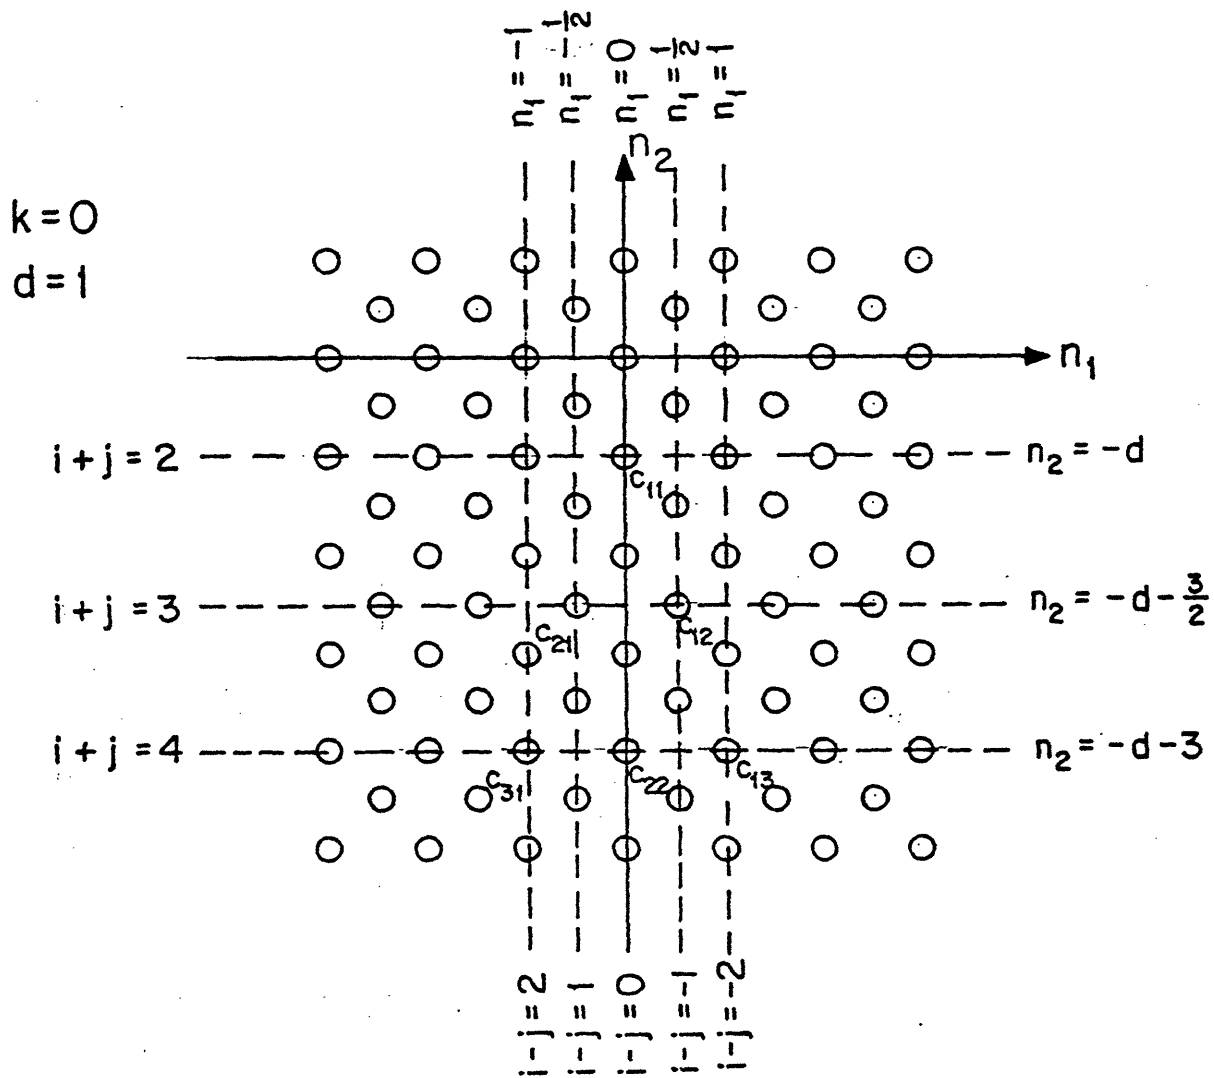 n₁ = -1
n₁ = -1/2
n₁ = 0
n₁ = 1/2
n₁ = 1
n₂
k = 0
d = 1
n₁
i + j = 2
n₂ = -d
c₁₁
i + j = 3
n₂ = -d - 3/2
c₂₁
c₁₂
i + j = 4
n₂ = -d - 3
c₃₁
c₂₂
c₁₃
i - j = 2
i - j = 1
i - j = 0
i - j = -1
i - j = -2